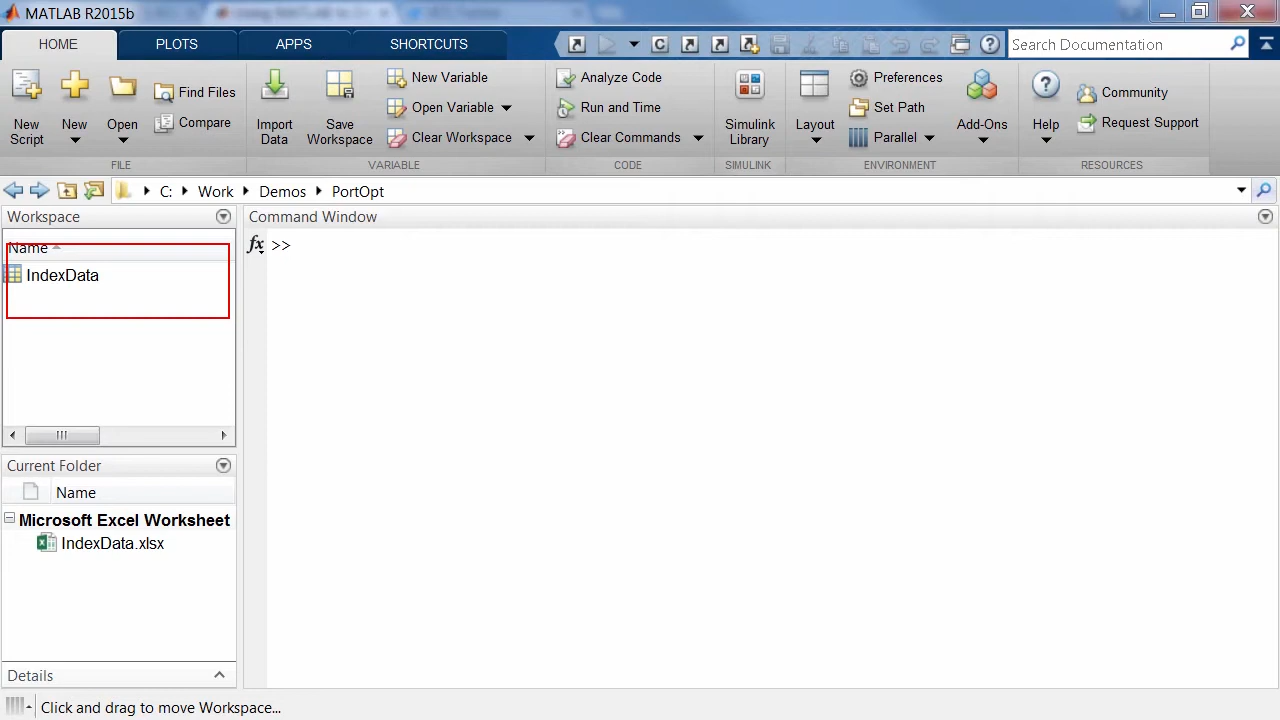 MATLAB R2015b
HOME PLOTS APPS SHORTCUTS Search Documentation
New Script
New
Open
Find Files
Compare
FILE
Import Data
Save Workspace
New Variable
Open Variable
Clear Workspace
VARIABLE
Analyze Code
Run and Time
Clear Commands
CODE
Simulink Library
SIMULINK
Layout
Preferences
Set Path
Parallel
Add-Ons
ENVIRONMENT
Help
Community
Request Support
RESOURCES
C: Work Demos PortOpt
Workspace
Name
IndexData
Command Window
fx >>
Current Folder
Name
Microsoft Excel Worksheet
IndexData.xlsx
Details
Click and drag to move Workspace...